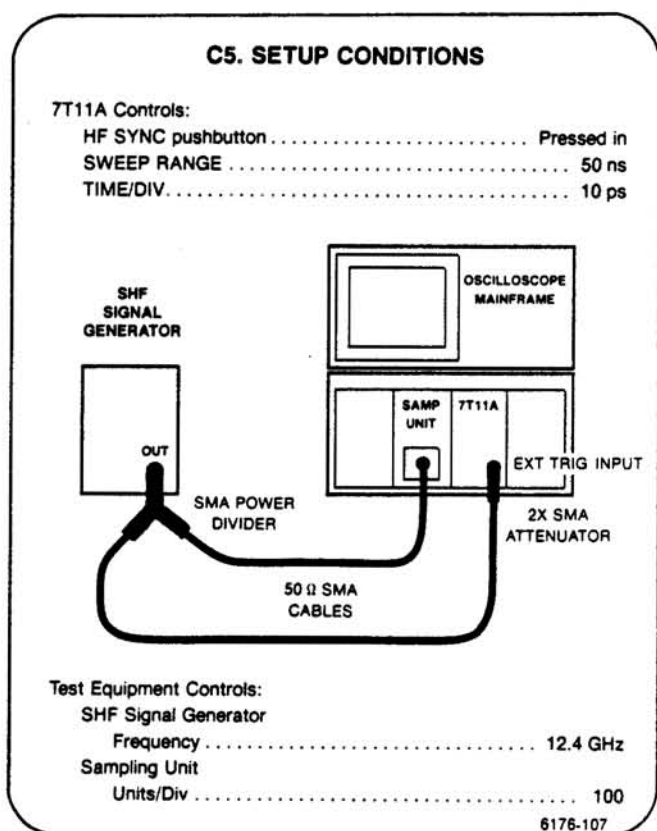 C5. SETUP CONDITIONS
7T11A Controls:
HF SYNC pushbutton ............................ Pressed in
SWEEP RANGE .................................. 50 ns
TIME/DIV...................................... 10 ps
SHF
SIGNAL
GENERATOR
OUT
OSCILLOSCOPE
MAINFRAME
SAMP
UNIT
7T11A
EXT TRIG INPUT
SMA POWER
DIVIDER
2X SMA
ATTENUATOR
50 Ω SMA
CABLES
Test Equipment Controls:
SHF Signal Generator
Frequency ................................ 12.4 GHz
Sampling Unit
Units/Div ..................................... 100
6176-107